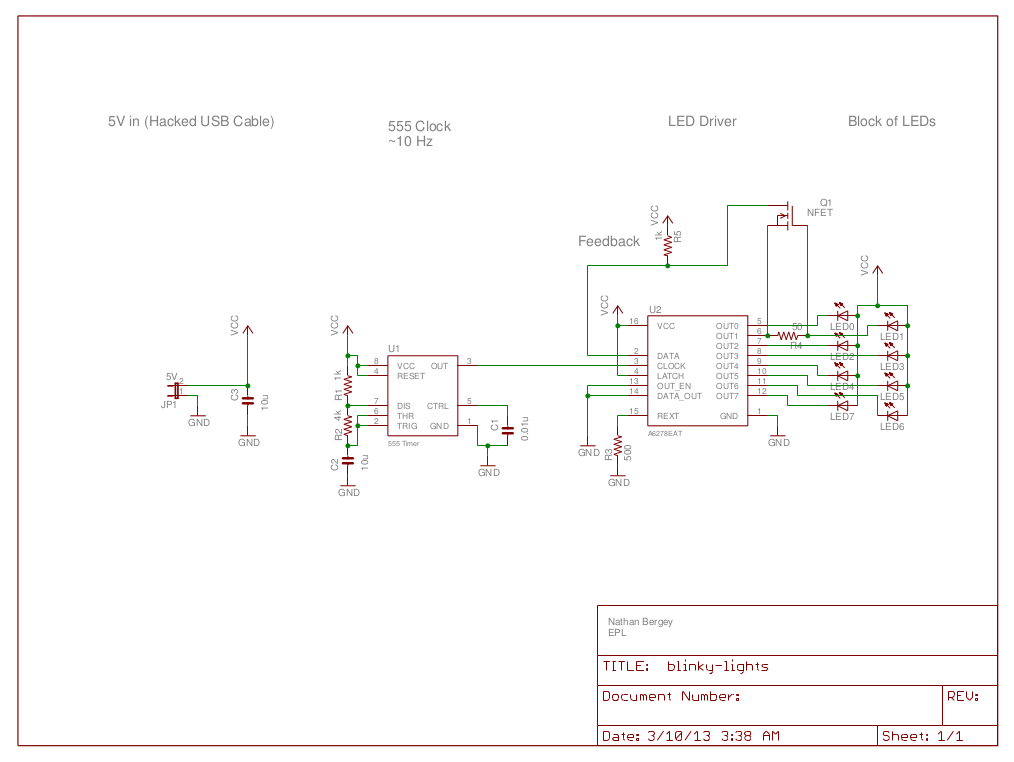 5V in (Hacked USB Cable)
555 Clock
~10 Hz
LED Driver
Block of LEDs
Feedback
VCC
1k
R5
Q1
NFET
VCC
5V
2
1
JP1
GND
VCC
C3
10u
GND
VCC
R1
1k
R2
4k
C2
10u
GND
U1
8
VCC
OUT
3
4
RESET
7
DIS
CTRL
5
6
THR
2
TRIG
GND
1
555 Timer
C1
0.01u
GND
VCC
U2
16
VCC
OUT0
5
OUT1
6
OUT2
7
2
DATA
OUT3
8
3
CLOCK
OUT4
9
4
LATCH
OUT5
10
13
OUT_EN
OUT6
11
14
DATA_OUT
OUT7
12
15
REXT
GND
1
A6278EAT
GND
R3
500
GND
GND
50
R4
LED0
LED1
LED2
LED3
LED4
LED5
LED7
LED6
Nathan Bergey
EPL
TITLE: blinky-lights
Document Number:
REV:
Date: 3/10/13 3:38 AM
Sheet: 1/1